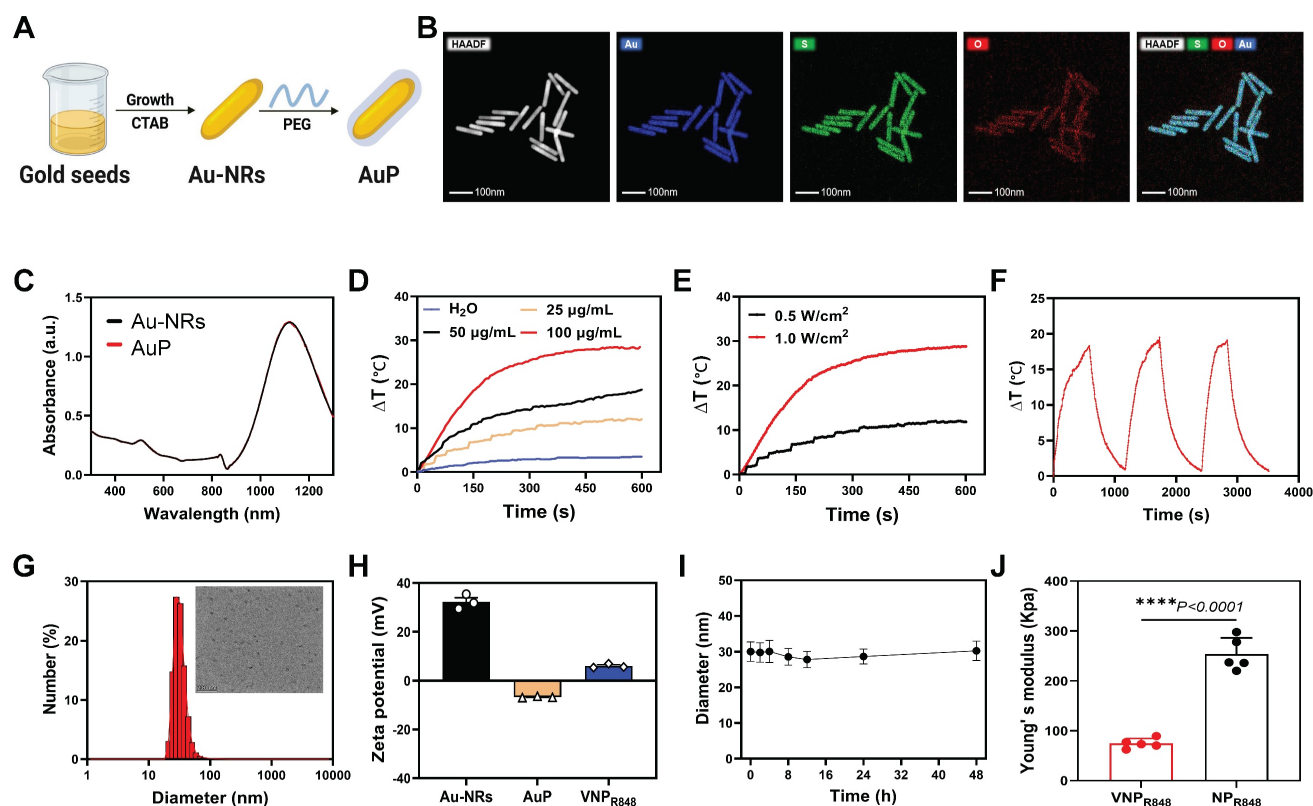 A
Growth
CTAB
PEG
Gold seeds
Au-NRs
AuP
B
HAADF
Au
S
O
HAADF S O Au
100nm
100nm
100nm
100nm
100nm
C
Absorbance (a.u.)
1.5
1.0
0.5
0.0
Au-NRs
AuP
400 600 800 1000 1200
Wavelength (nm)
D
ΔT (℃)
40
30
20
10
0
H₂O
25 μg/mL
50 μg/mL
100 μg/mL
0 150 300 450 600
Time (s)
E
ΔT (℃)
40
30
20
10
0
0.5 W/cm²
1.0 W/cm²
0 150 300 450 600
Time (s)
F
ΔT (℃)
25
20
15
10
5
0
0 1000 2000 3000 4000
Time (s)
G
Number (%)
30
20
10
0
1 10 100 1000 10000
Diameter (nm)
H
Zeta potential (mV)
40
20
0
-20
-40
Au-NRs AuP VNP_R848
I
Diameter (nm)
50
40
30
20
10
0
0 8 16 24 32 40 48
Time (h)
J
Young' s modulus (Kpa)
400
300
200
100
0
****P<0.0001
VNP_R848 NP_R848